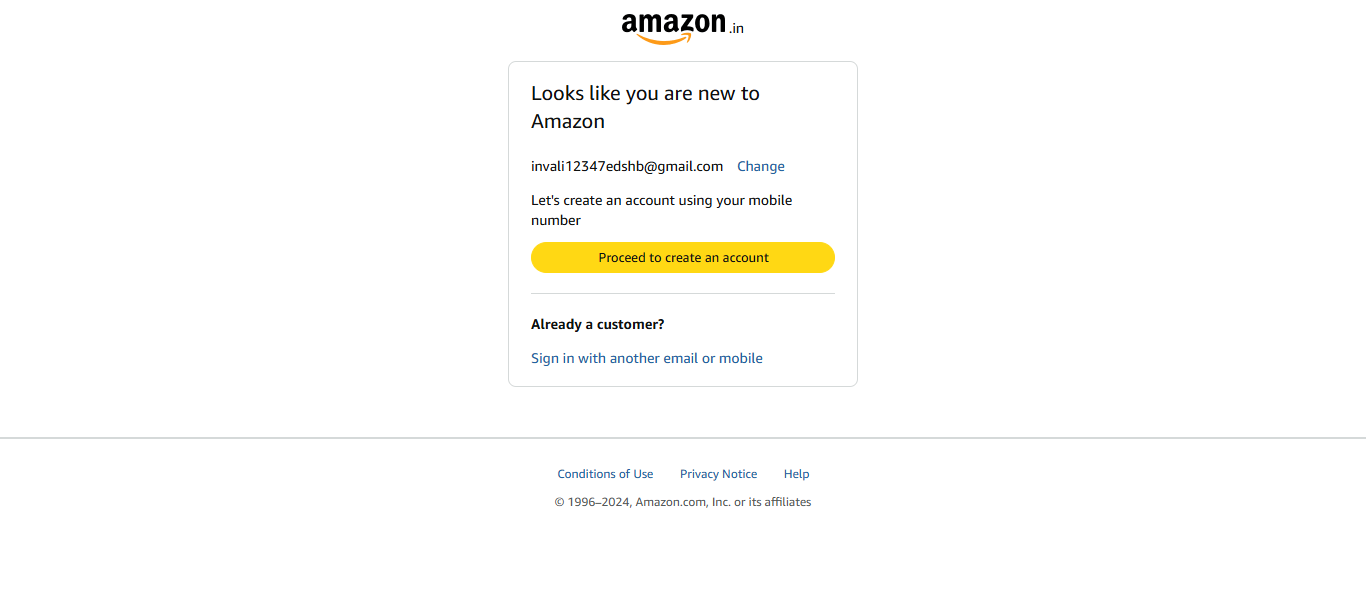 amazon.in
Looks like you are new to
Amazon
invali12347edshb@gmail.com Change
Let's create an account using your mobile
number
Proceed to create an account
Already a customer?
Sign in with another email or mobile
Conditions of Use Privacy Notice Help
© 1996–2024, Amazon.com, Inc. or its affiliates